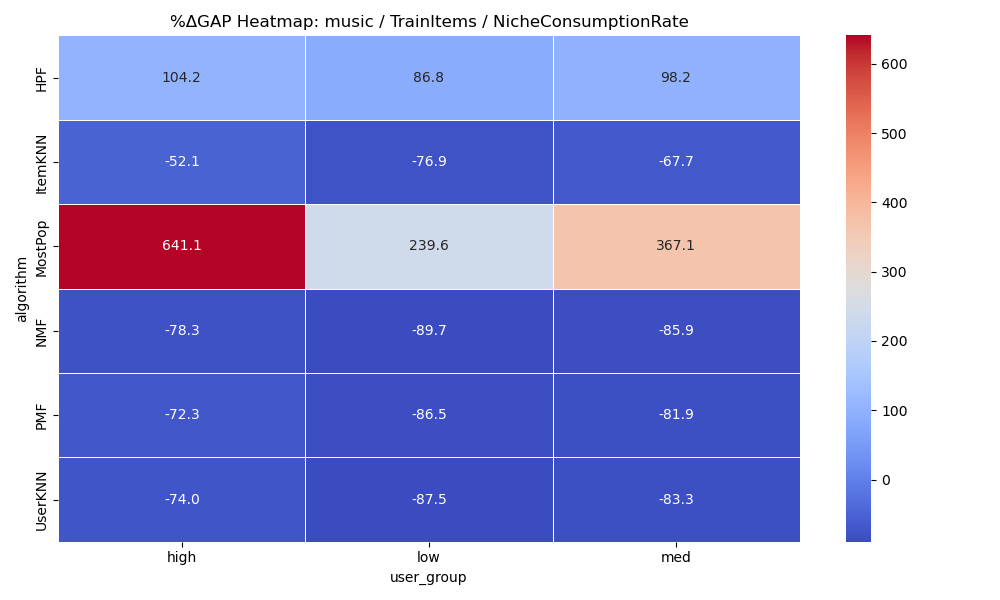 %ΔGAP Heatmap: music / TrainItems / NicheConsumptionRate
algorithm
HPF 104.2 86.8 98.2
ItemKNN -52.1 -76.9 -67.7
MostPop 641.1 239.6 367.1
NMF -78.3 -89.7 -85.9
PMF -72.3 -86.5 -81.9
UserKNN -74.0 -87.5 -83.3
high low med
user_group
600
500
400
300
200
100
0